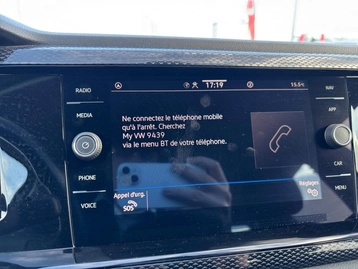 RADIO
MEDIA
PHONE
VOICE
17:19
15.5°C
Ne connectez le téléphone mobile
qu'à l'arrêt. Cherchez
My VW 9439
via le menu BT de votre téléphone.
Appel d'urg.
SOS
Réglages
NAV
APP
CAR
MENU